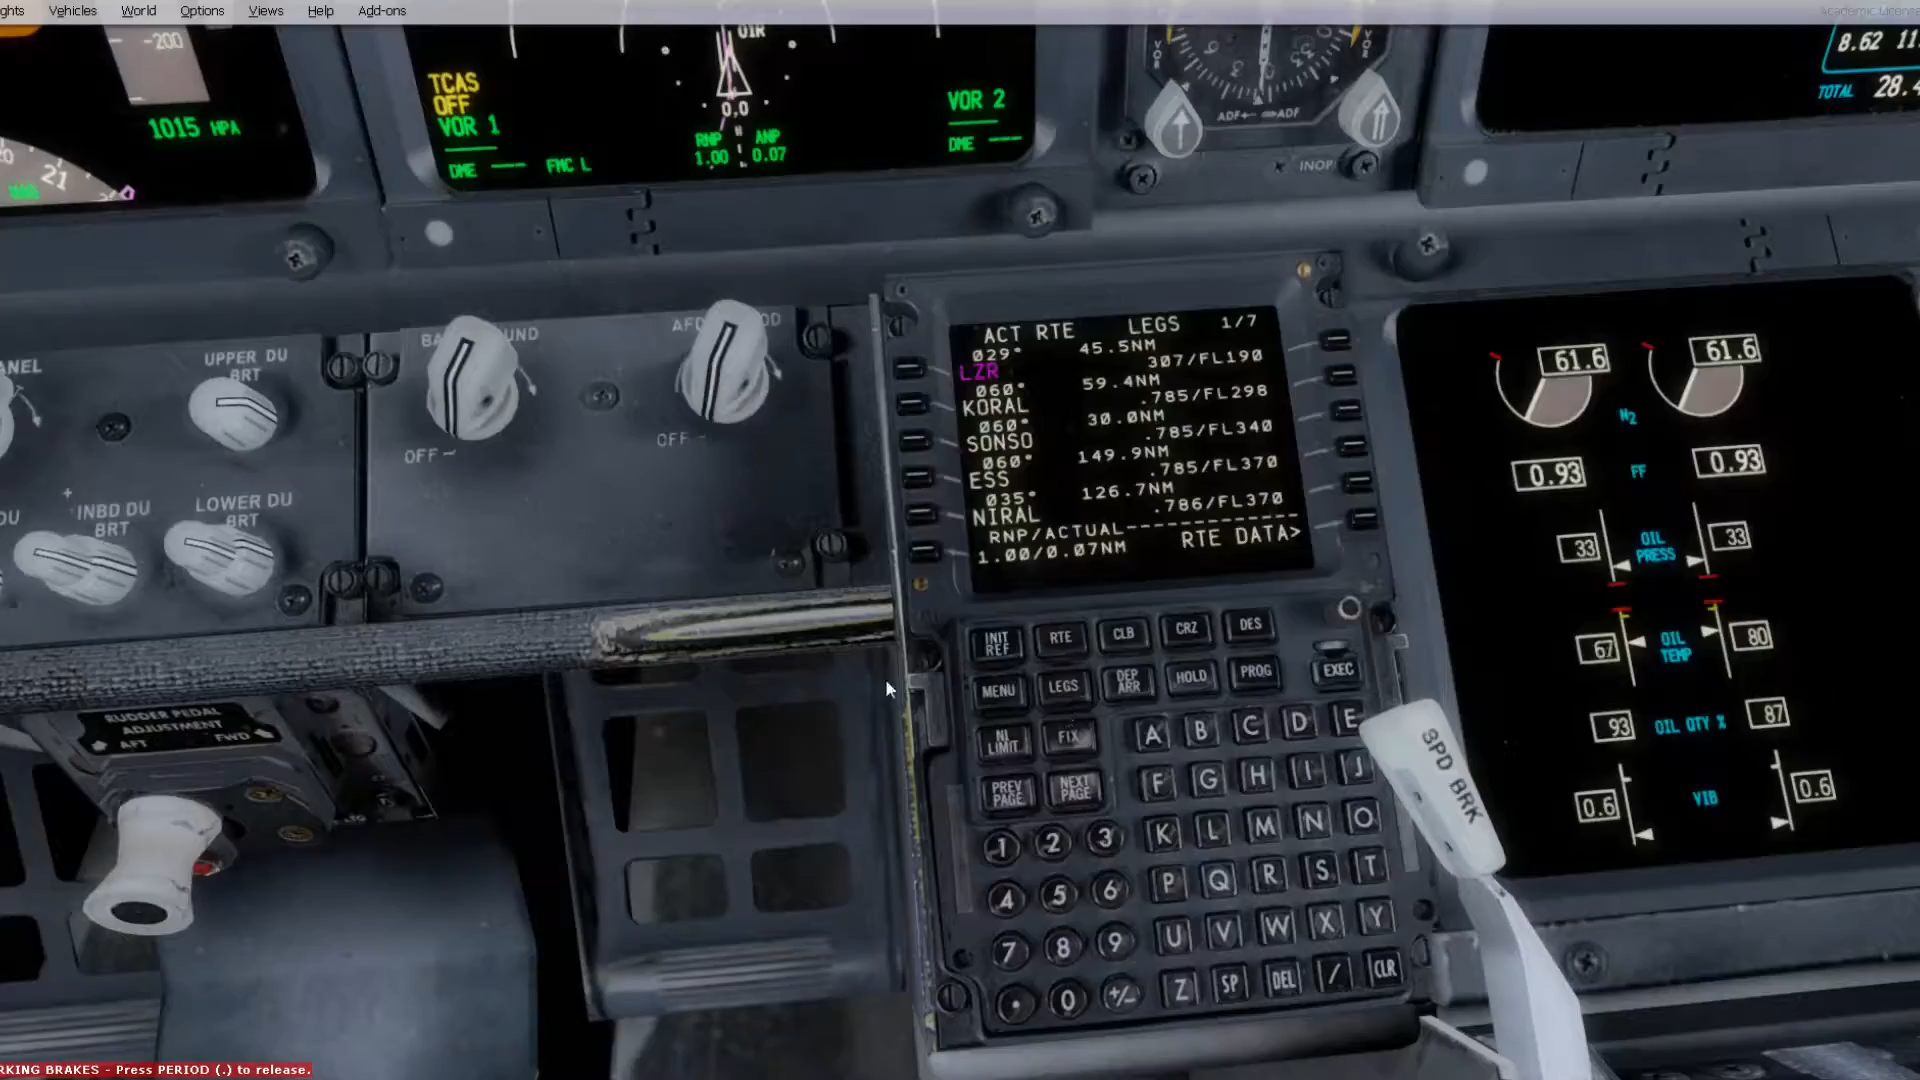 Vehicles World Options Views Help Add-ons
-200
TCAS
OFF
VOR 1
DME --- FMC L
0.0
RNP ANP
1.00 0.07
VOR 2
DME ---
1015 HPA
20 21
ADF ADF
INOP
8.62
TOTAL 28.4
UPPER DU
BRT
OFF
OFF
INBD DU
BRT
LOWER DU
BRT
ACT RTE LEGS 1/7
029° 45.5NM
LZR 307/FL190
060° 59.4NM
KORAL .785/FL298
060° 30.0NM
SONSO .785/FL340
060° 149.9NM
ESS .785/FL370
035° 126.7NM
NIRAL .786/FL370
RNP/ACTUAL----------------
1.00/0.07NM RTE DATA>
61.6 61.6
N2
0.93 FF 0.93
33 OIL PRESS 33
67 OIL TEMP 80
93 OIL QTY % 87
0.6 VIB 0.6
INIT REF RTE CLB CRZ DES
MENU LEGS DEP ARR HOLD PROG EXEC
N1 LIMIT FIX A B C D E
PREV PAGE NEXT PAGE F G H I J
1 2 3 K L M N O
4 5 6 P Q R S T
7 8 9 U V W X Y
. 0 +/- Z SP DEL / CLR
SPD BRK
RUDDER PEDAL
ADJUSTMENT
AFT FWD
RKING BRAKES - Press PERIOD (.) to release.